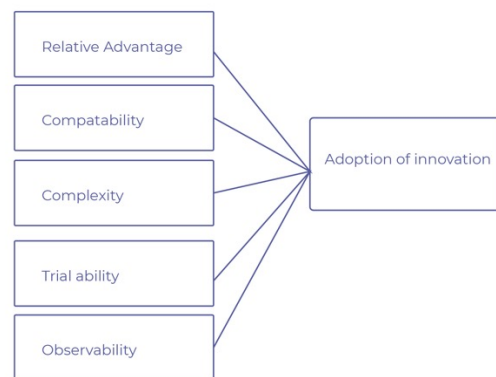 Relative Advantage
Compatability
Complexity
Trial ability
Observability
Adoption of innovation